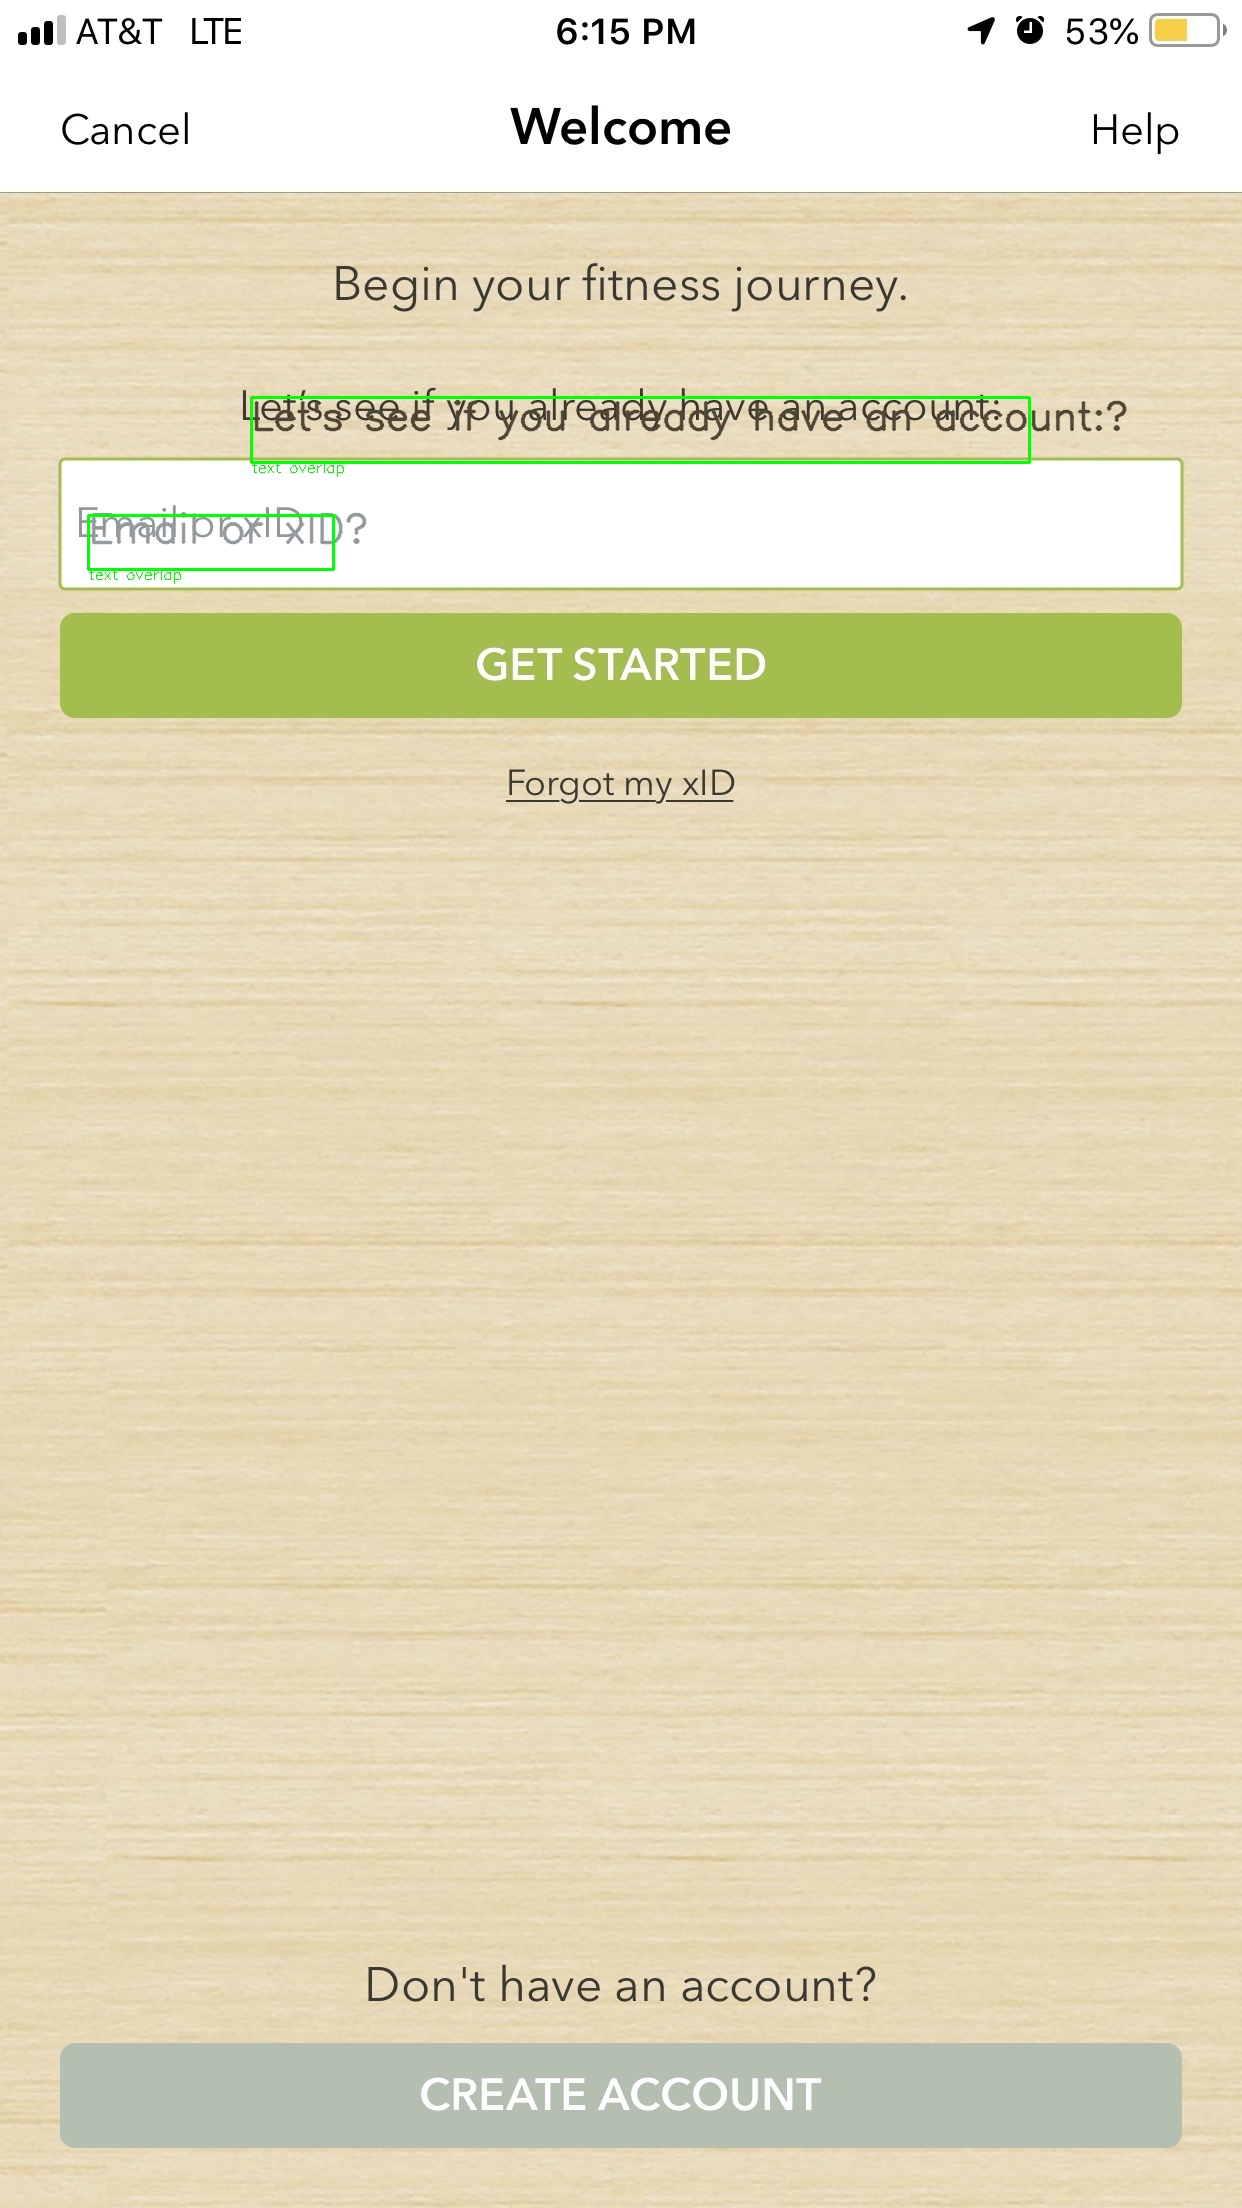 AT&T LTE 6:15 PM 53%
Cancel Welcome Help
Begin your fitness journey.
Let's see if you already have an account:
Let's see if you already have an account:?
text overlap
Email or xID
Email or xID?
text overlap
GET STARTED
Forgot my xID
Don't have an account?
CREATE ACCOUNT